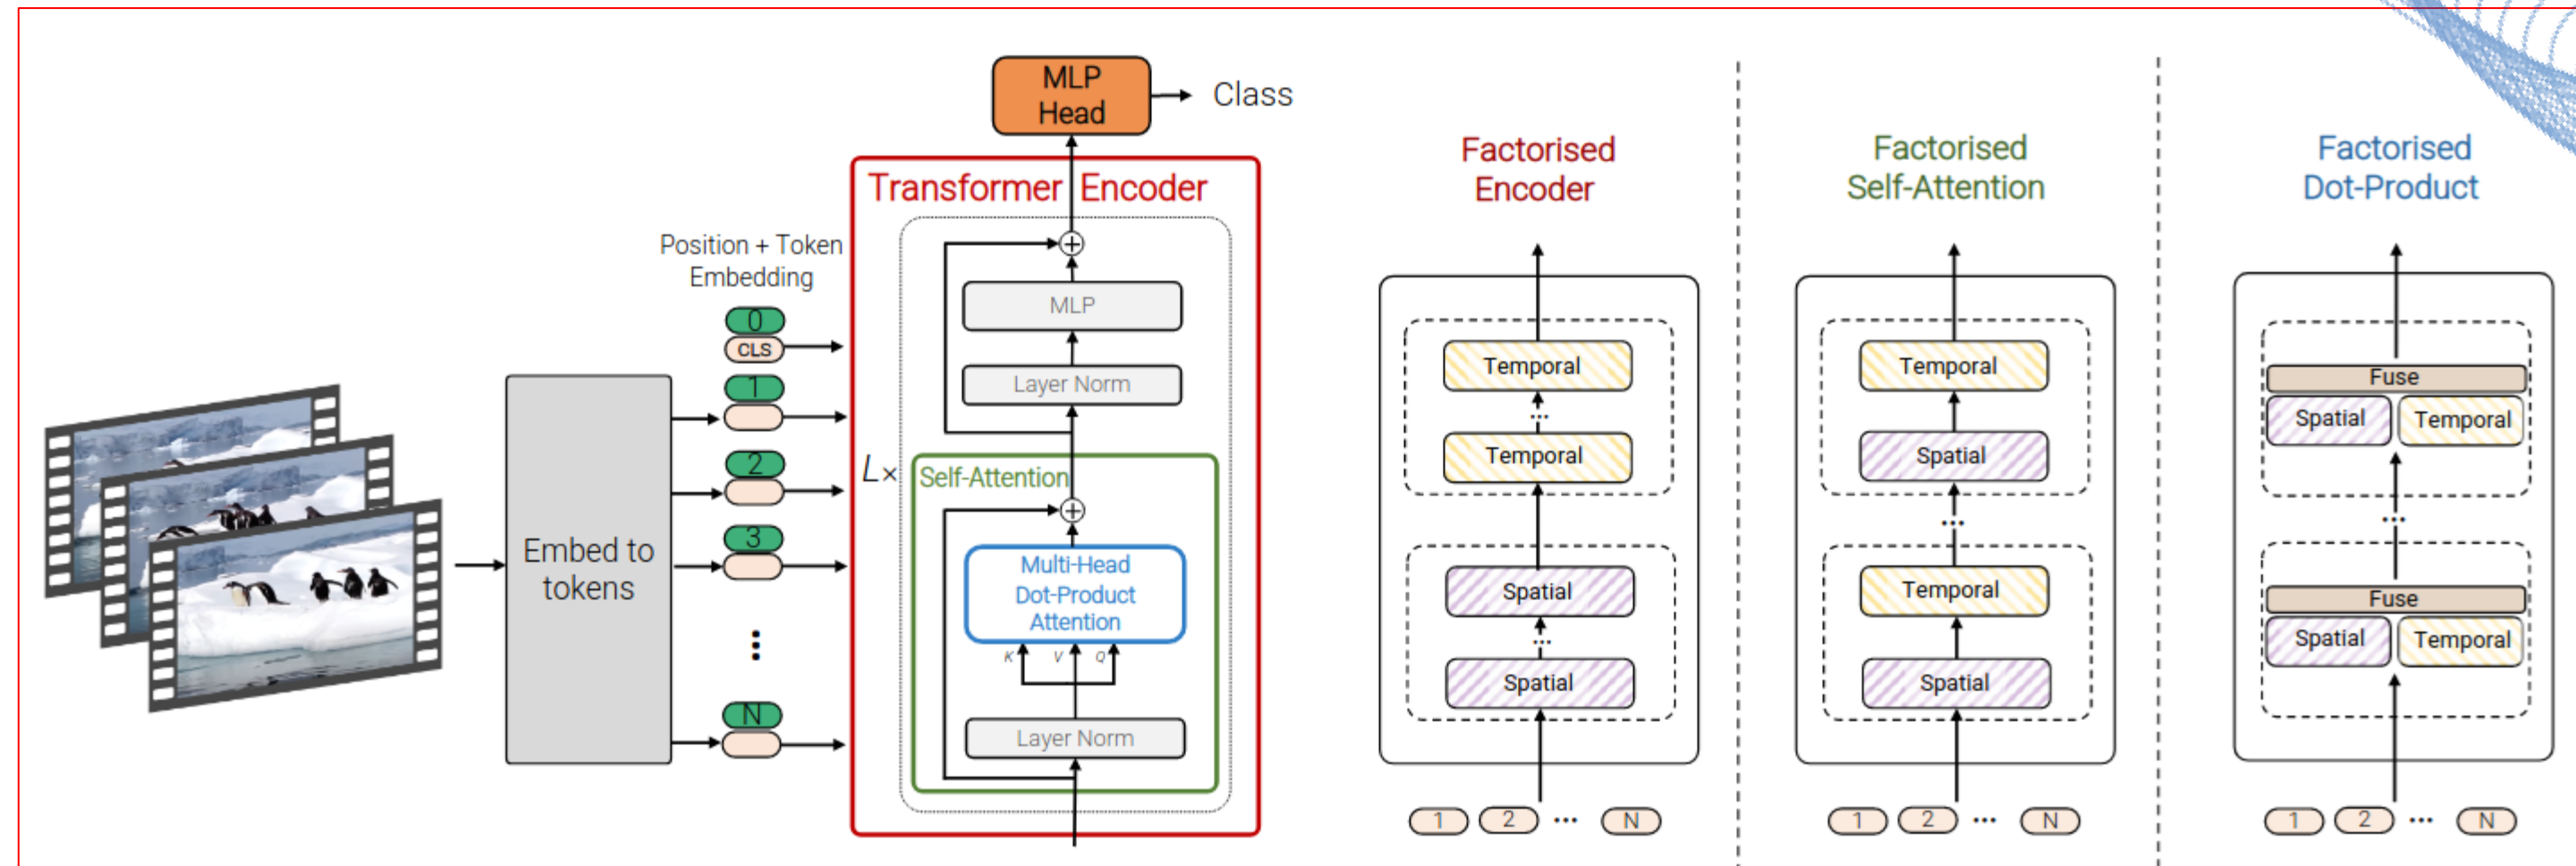 MLP
Head
Class
Transformer Encoder
Position + Token
Embedding
0
CLS
1
2
3
N
Embed to
tokens
L×
MLP
Layer Norm
Self-Attention
Multi-Head
Dot-Product
Attention
K V Q
Layer Norm
Factorised
Encoder
Temporal
...
Temporal
Spatial
...
Spatial
1 2 ... N
Factorised
Self-Attention
Temporal
Spatial
...
Temporal
Spatial
1 2 ... N
Factorised
Dot-Product
Fuse
Spatial Temporal
...
Fuse
Spatial Temporal
1 2 ... N